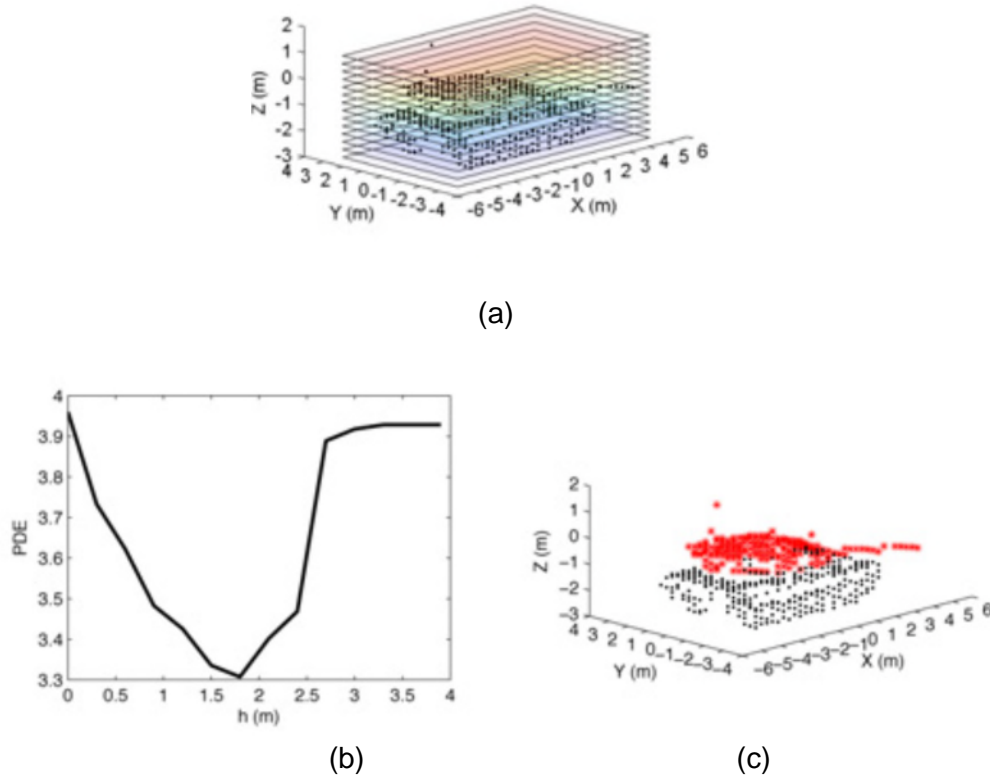 2
1
0
-1
-2
-3
Z (m)
4 3 2 1 0 -1 -2 -3 -4
Y (m)
-6 -5 -4 -3 -2 -1 0 1 2 3 4 5 6
X (m)
(a)
4
3.9
3.8
3.7
3.6
3.5
3.4
3.3
PDE
0 0.5 1 1.5 2 2.5 3 3.5 4
h (m)
(b)
2
1
0
−1
−2
−3
Z (m)
4 3 2 1 0 −1 −2 −3 −4
Y (m)
−6 −5 −4 −3 −2 −1 0 1 2 3 4 5 6
X (m)
(c)